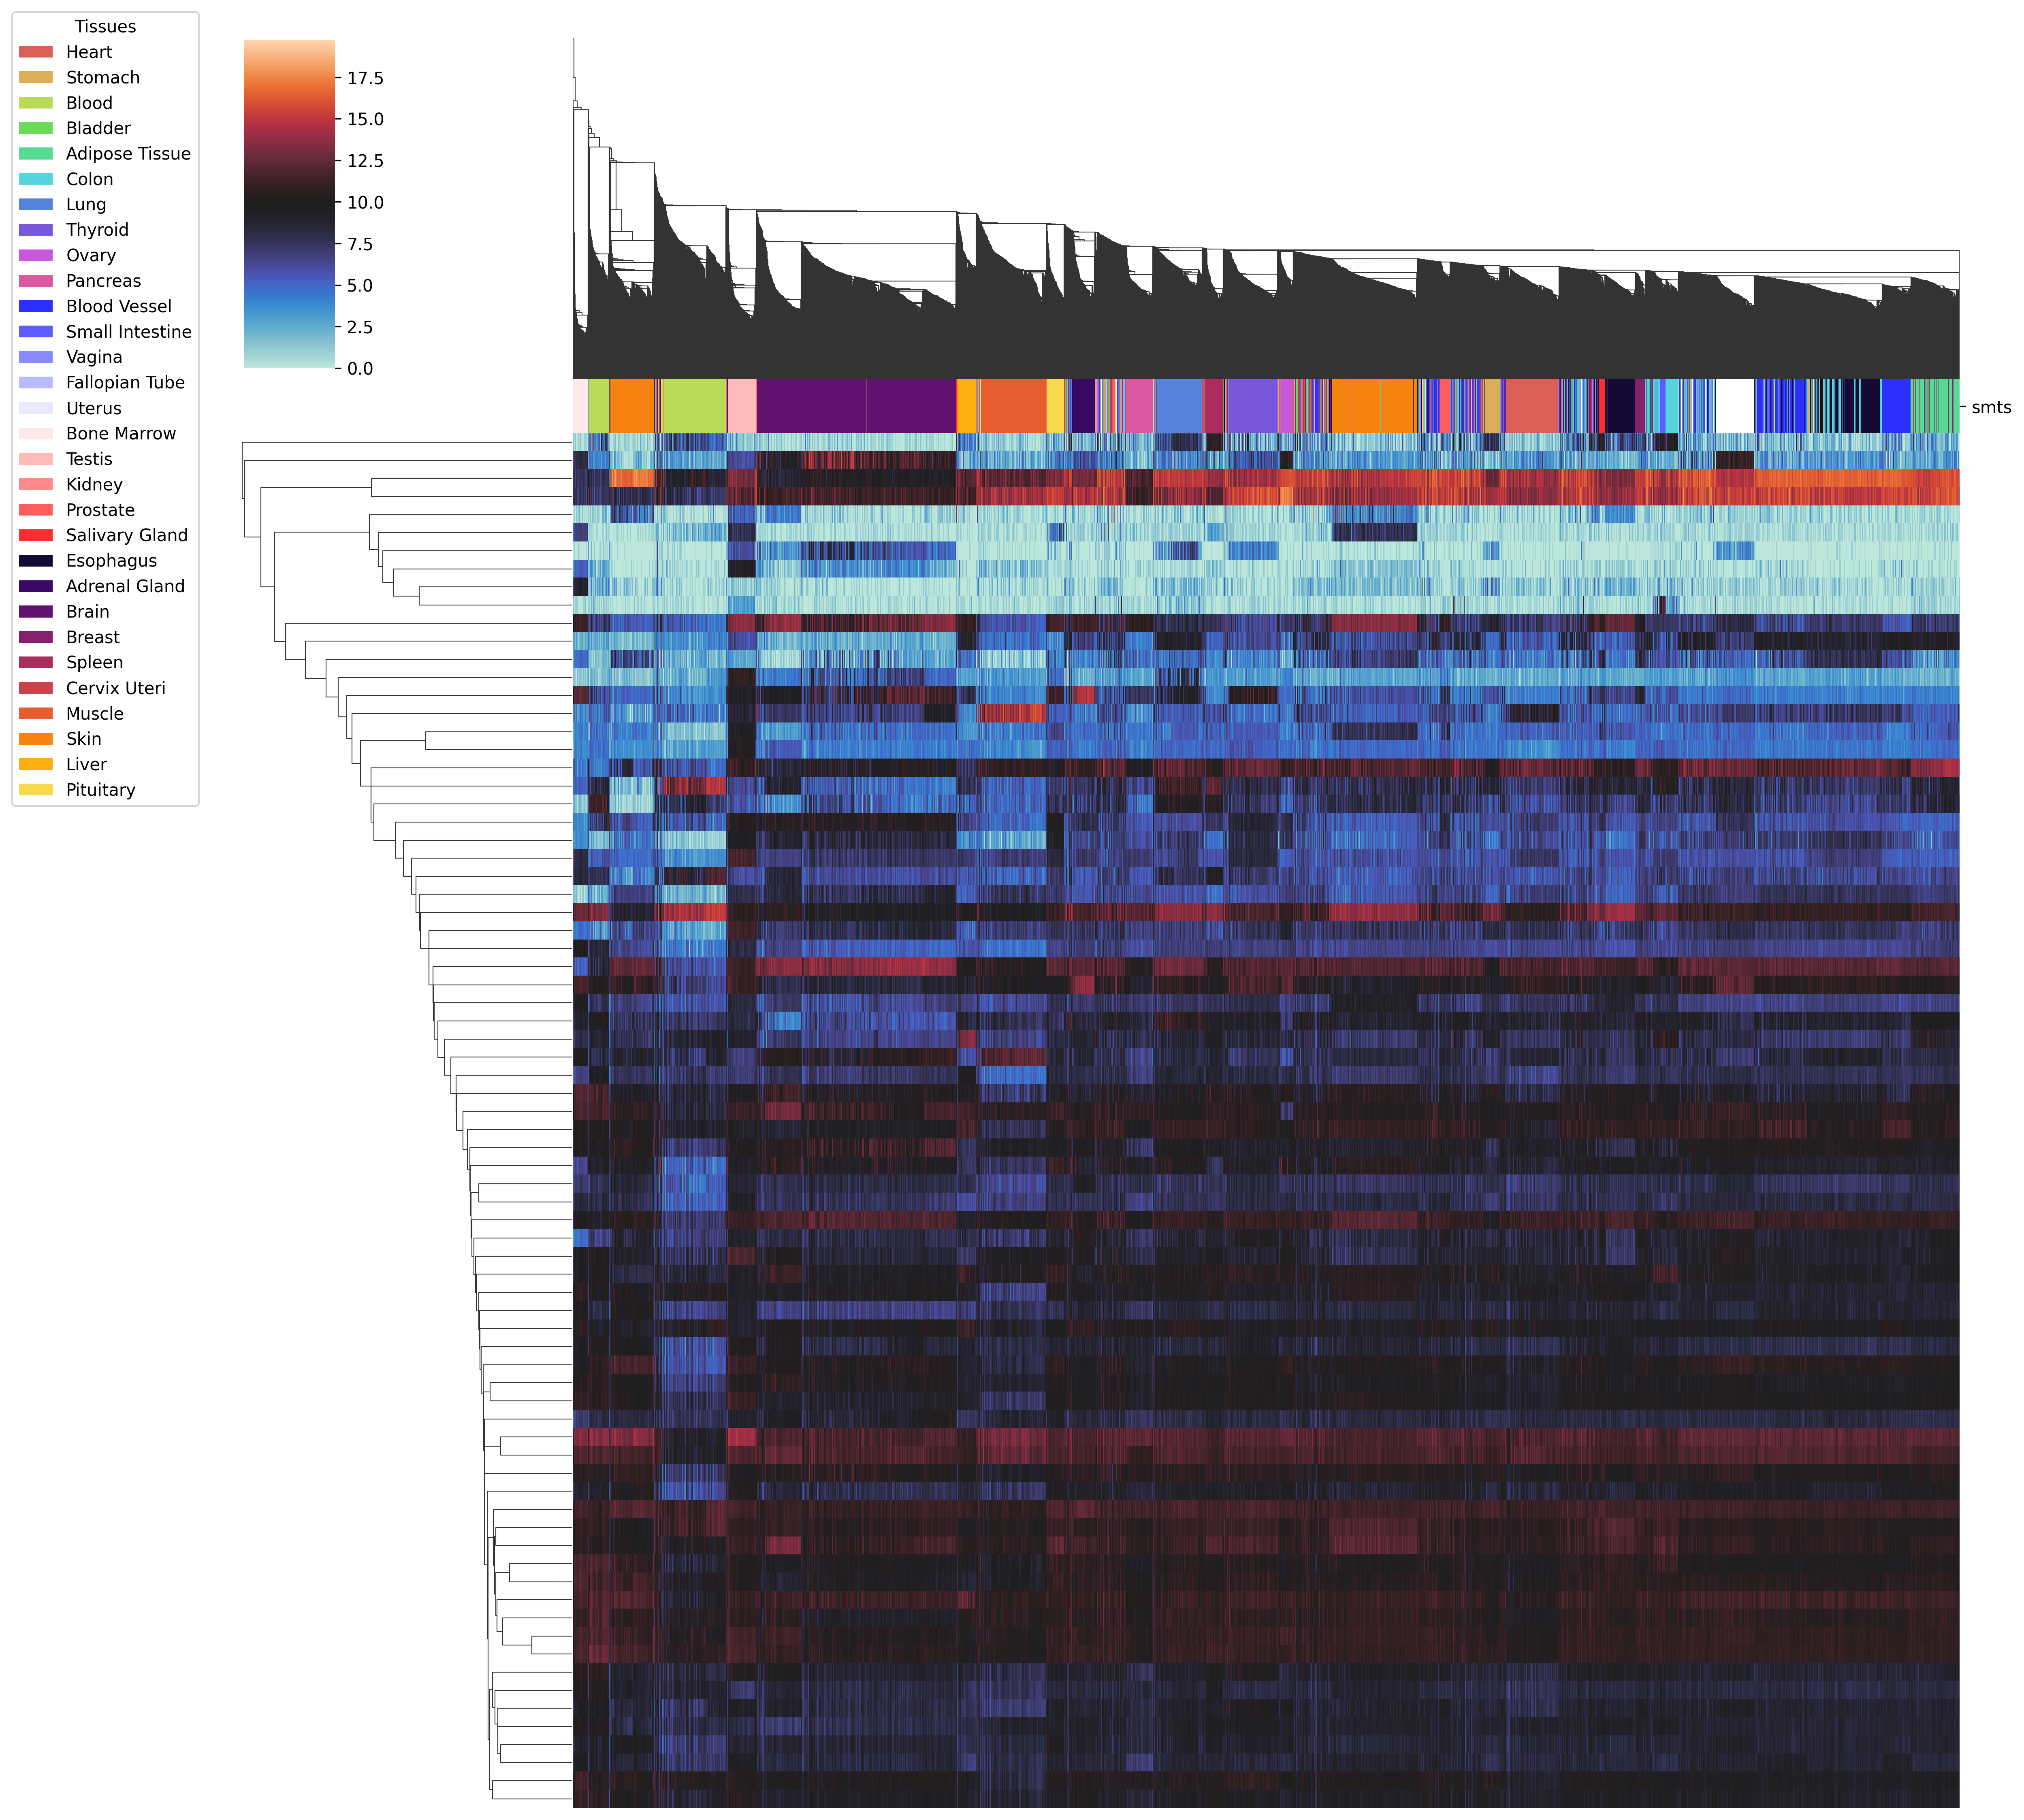 Tissues
Heart
Stomach
Blood
Bladder
Adipose Tissue
Colon
Lung
Thyroid
Ovary
Pancreas
Blood Vessel
Small Intestine
Vagina
Fallopian Tube
Uterus
Bone Marrow
Testis
Kidney
Prostate
Salivary Gland
Esophagus
Adrenal Gland
Brain
Breast
Spleen
Cervix Uteri
Muscle
Skin
Liver
Pituitary
17.5
15.0
12.5
10.0
7.5
5.0
2.5
0.0
smts